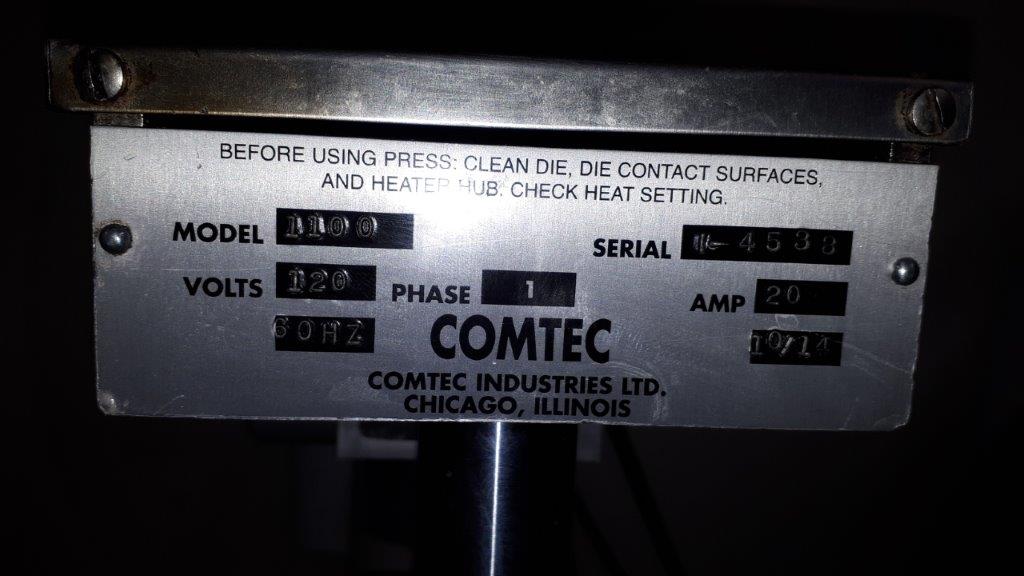 BEFORE USING PRESS: CLEAN DIE, DIE CONTACT SURFACES,
AND HEATER HUB. CHECK HEAT SETTING.
MODEL 1100 SERIAL
VOLTS 120 PHASE 1 AMP 20
60HZ COMTEC 10/14
COMTEC INDUSTRIES LTD.
CHICAGO, ILLINOIS